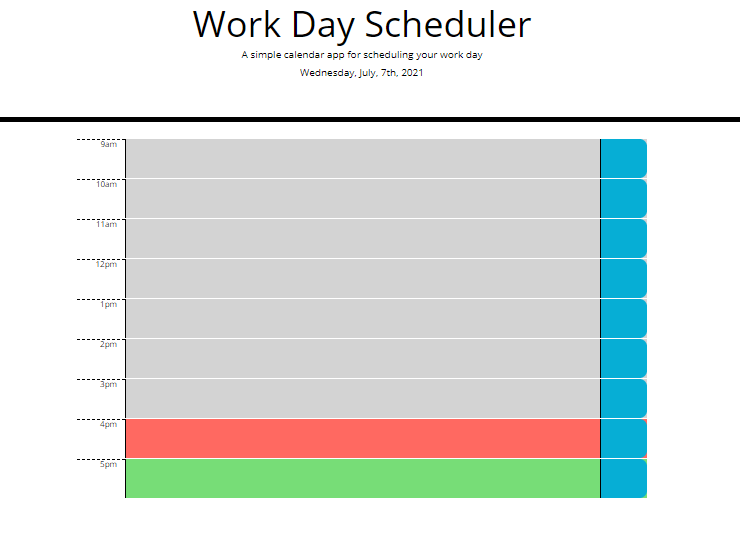 Work Day Scheduler
A simple calendar app for scheduling your work day
Wednesday, July, 7th, 2021
9am
10am
11am
12pm
1pm
2pm
3pm
4pm
5pm